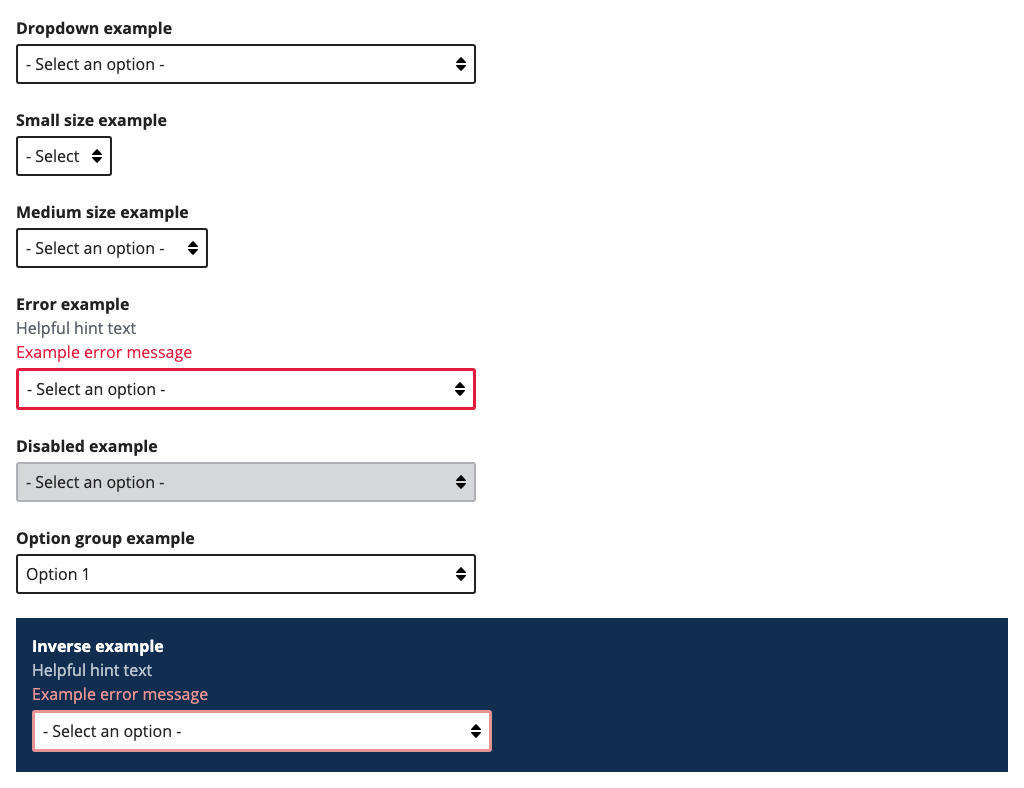 Dropdown example
- Select an option -
Small size example
- Select
Medium size example
- Select an option -
Error example
Helpful hint text
Example error message
- Select an option -
Disabled example
- Select an option -
Option group example
Option 1
Inverse example
Helpful hint text
Example error message
- Select an option -